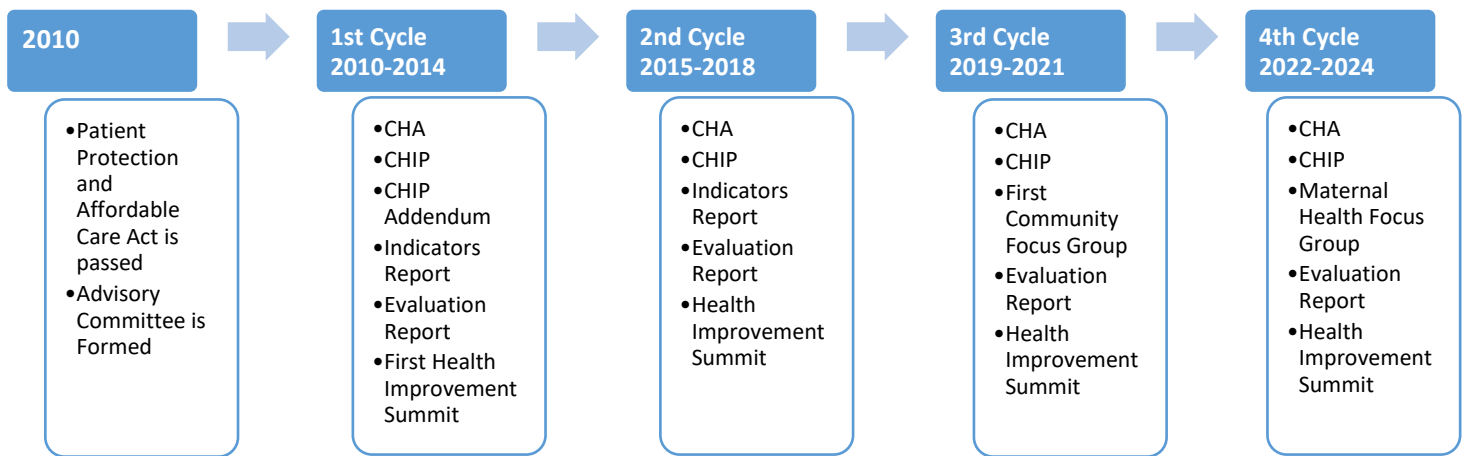 2010
•Patient
Protection
and
Affordable
Care Act is
passed
•Advisory
Committee is
Formed
1st Cycle
2010-2014
•CHA
•CHIP
•CHIP
Addendum
•Indicators
Report
•Evaluation
Report
•First Health
Improvement
Summit
2nd Cycle
2015-2018
•CHA
•CHIP
•Indicators
Report
•Evaluation
Report
•Health
Improvement
Summit
3rd Cycle
2019-2021
•CHA
•CHIP
•First
Community
Focus Group
•Evaluation
Report
•Health
Improvement
Summit
4th Cycle
2022-2024
•CHA
•CHIP
•Maternal
Health Focus
Group
•Evaluation
Report
•Health
Improvement
Summit